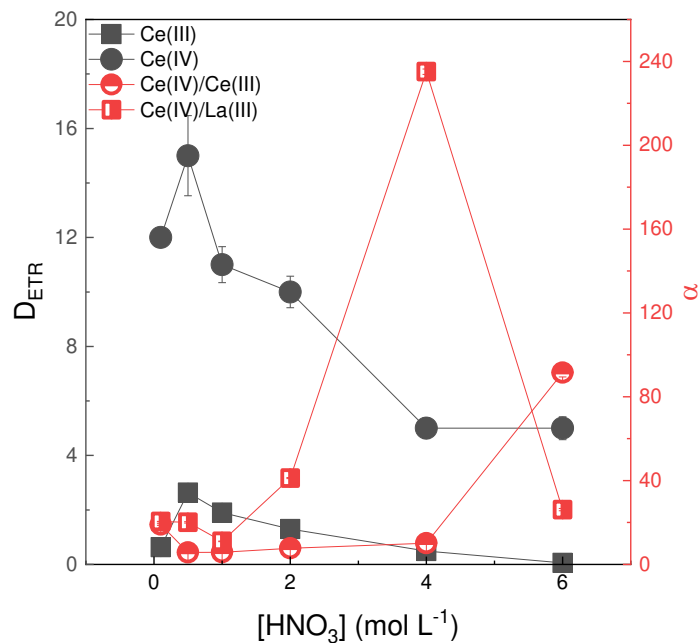 Ce(III)
Ce(IV)
Ce(IV)/Ce(III)
Ce(IV)/La(III)
20
16
12
8
4
0
D_ETR
240
200
160
120
80
40
0
α
0 2 4 6
[HNO₃] (mol L⁻¹)